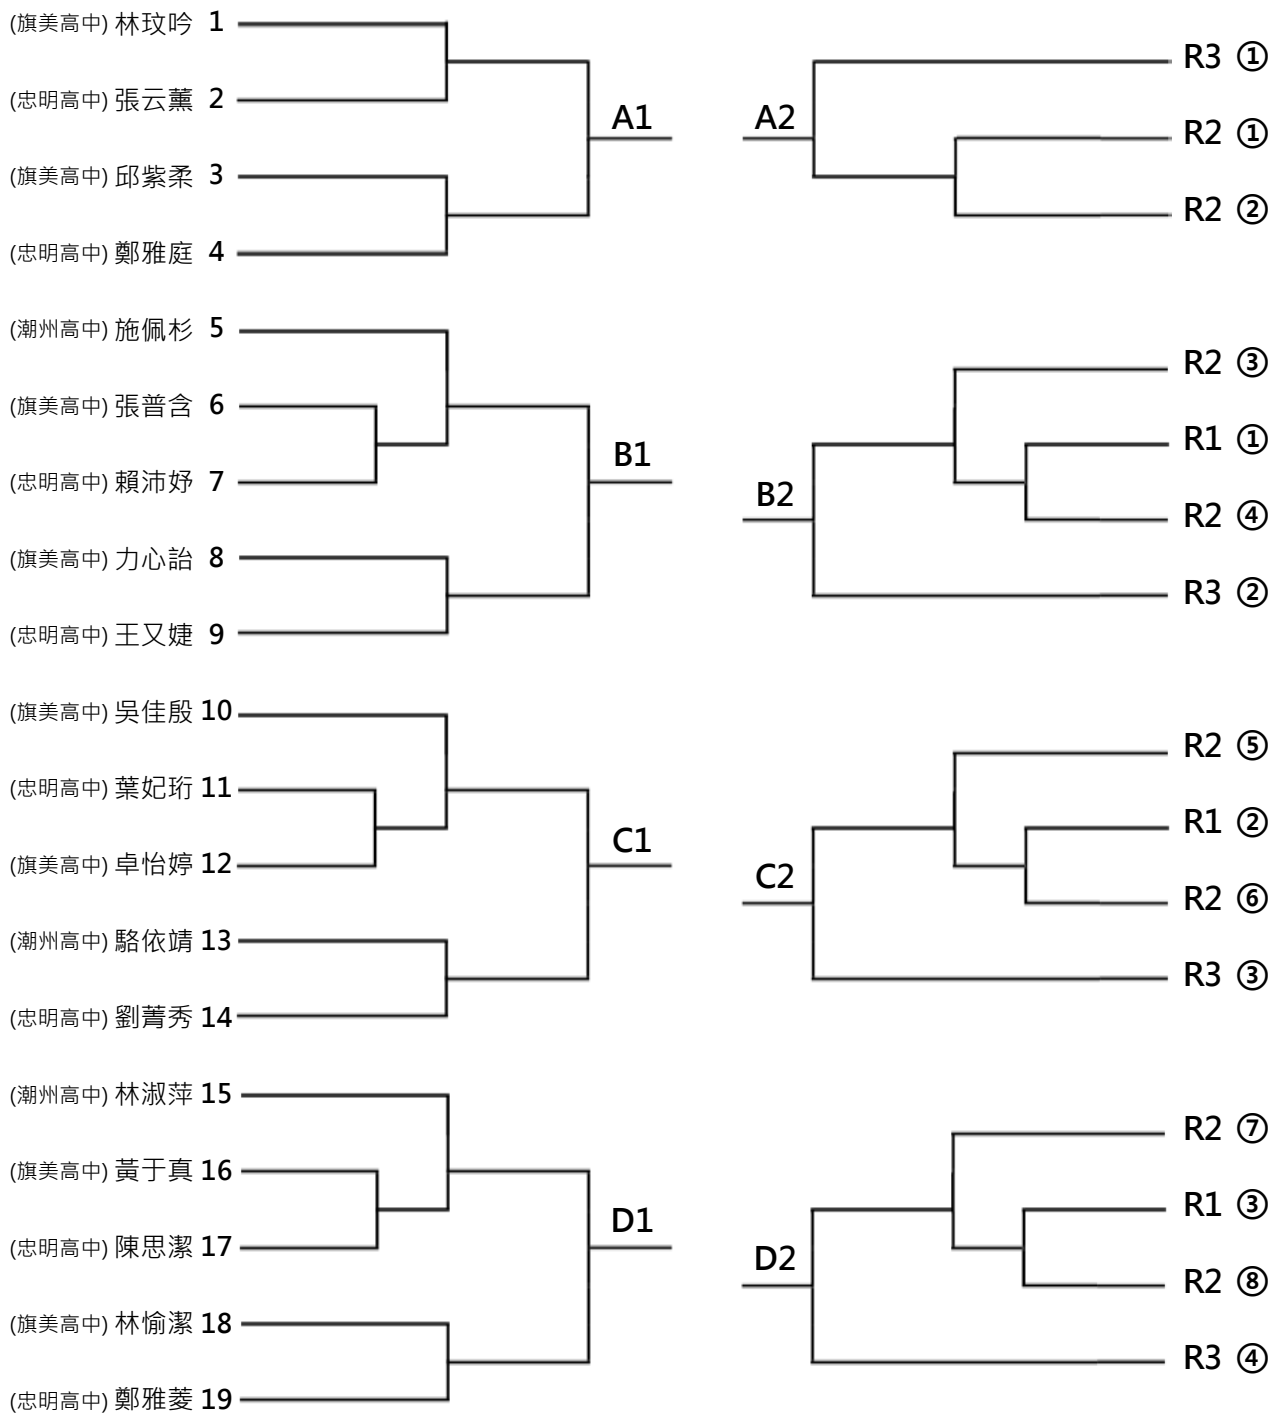 (旗美高中) 林玟吟 1
(忠明高中) 張云薰 2
(旗美高中) 邱紫柔 3
(忠明高中) 鄭雅庭 4
A1
A2
R3 ①
R2 ①
R2 ②
(潮州高中) 施佩杉 5
(旗美高中) 張普含 6
(忠明高中) 賴沛妤 7
(旗美高中) 力心詒 8
(忠明高中) 王又婕 9
B1
B2
R2 ③
R1 ①
R2 ④
R3 ②
(旗美高中) 吳佳殷 10
(忠明高中) 葉妃珩 11
(旗美高中) 卓怡婷 12
(潮州高中) 駱依靖 13
(忠明高中) 劉菁秀 14
C1
C2
R2 ⑤
R1 ②
R2 ⑥
R3 ③
(潮州高中) 林淑萍 15
(旗美高中) 黃于真 16
(忠明高中) 陳思潔 17
(旗美高中) 林愉潔 18
(忠明高中) 鄭雅菱 19
D1
D2
R2 ⑦
R1 ③
R2 ⑧
R3 ④